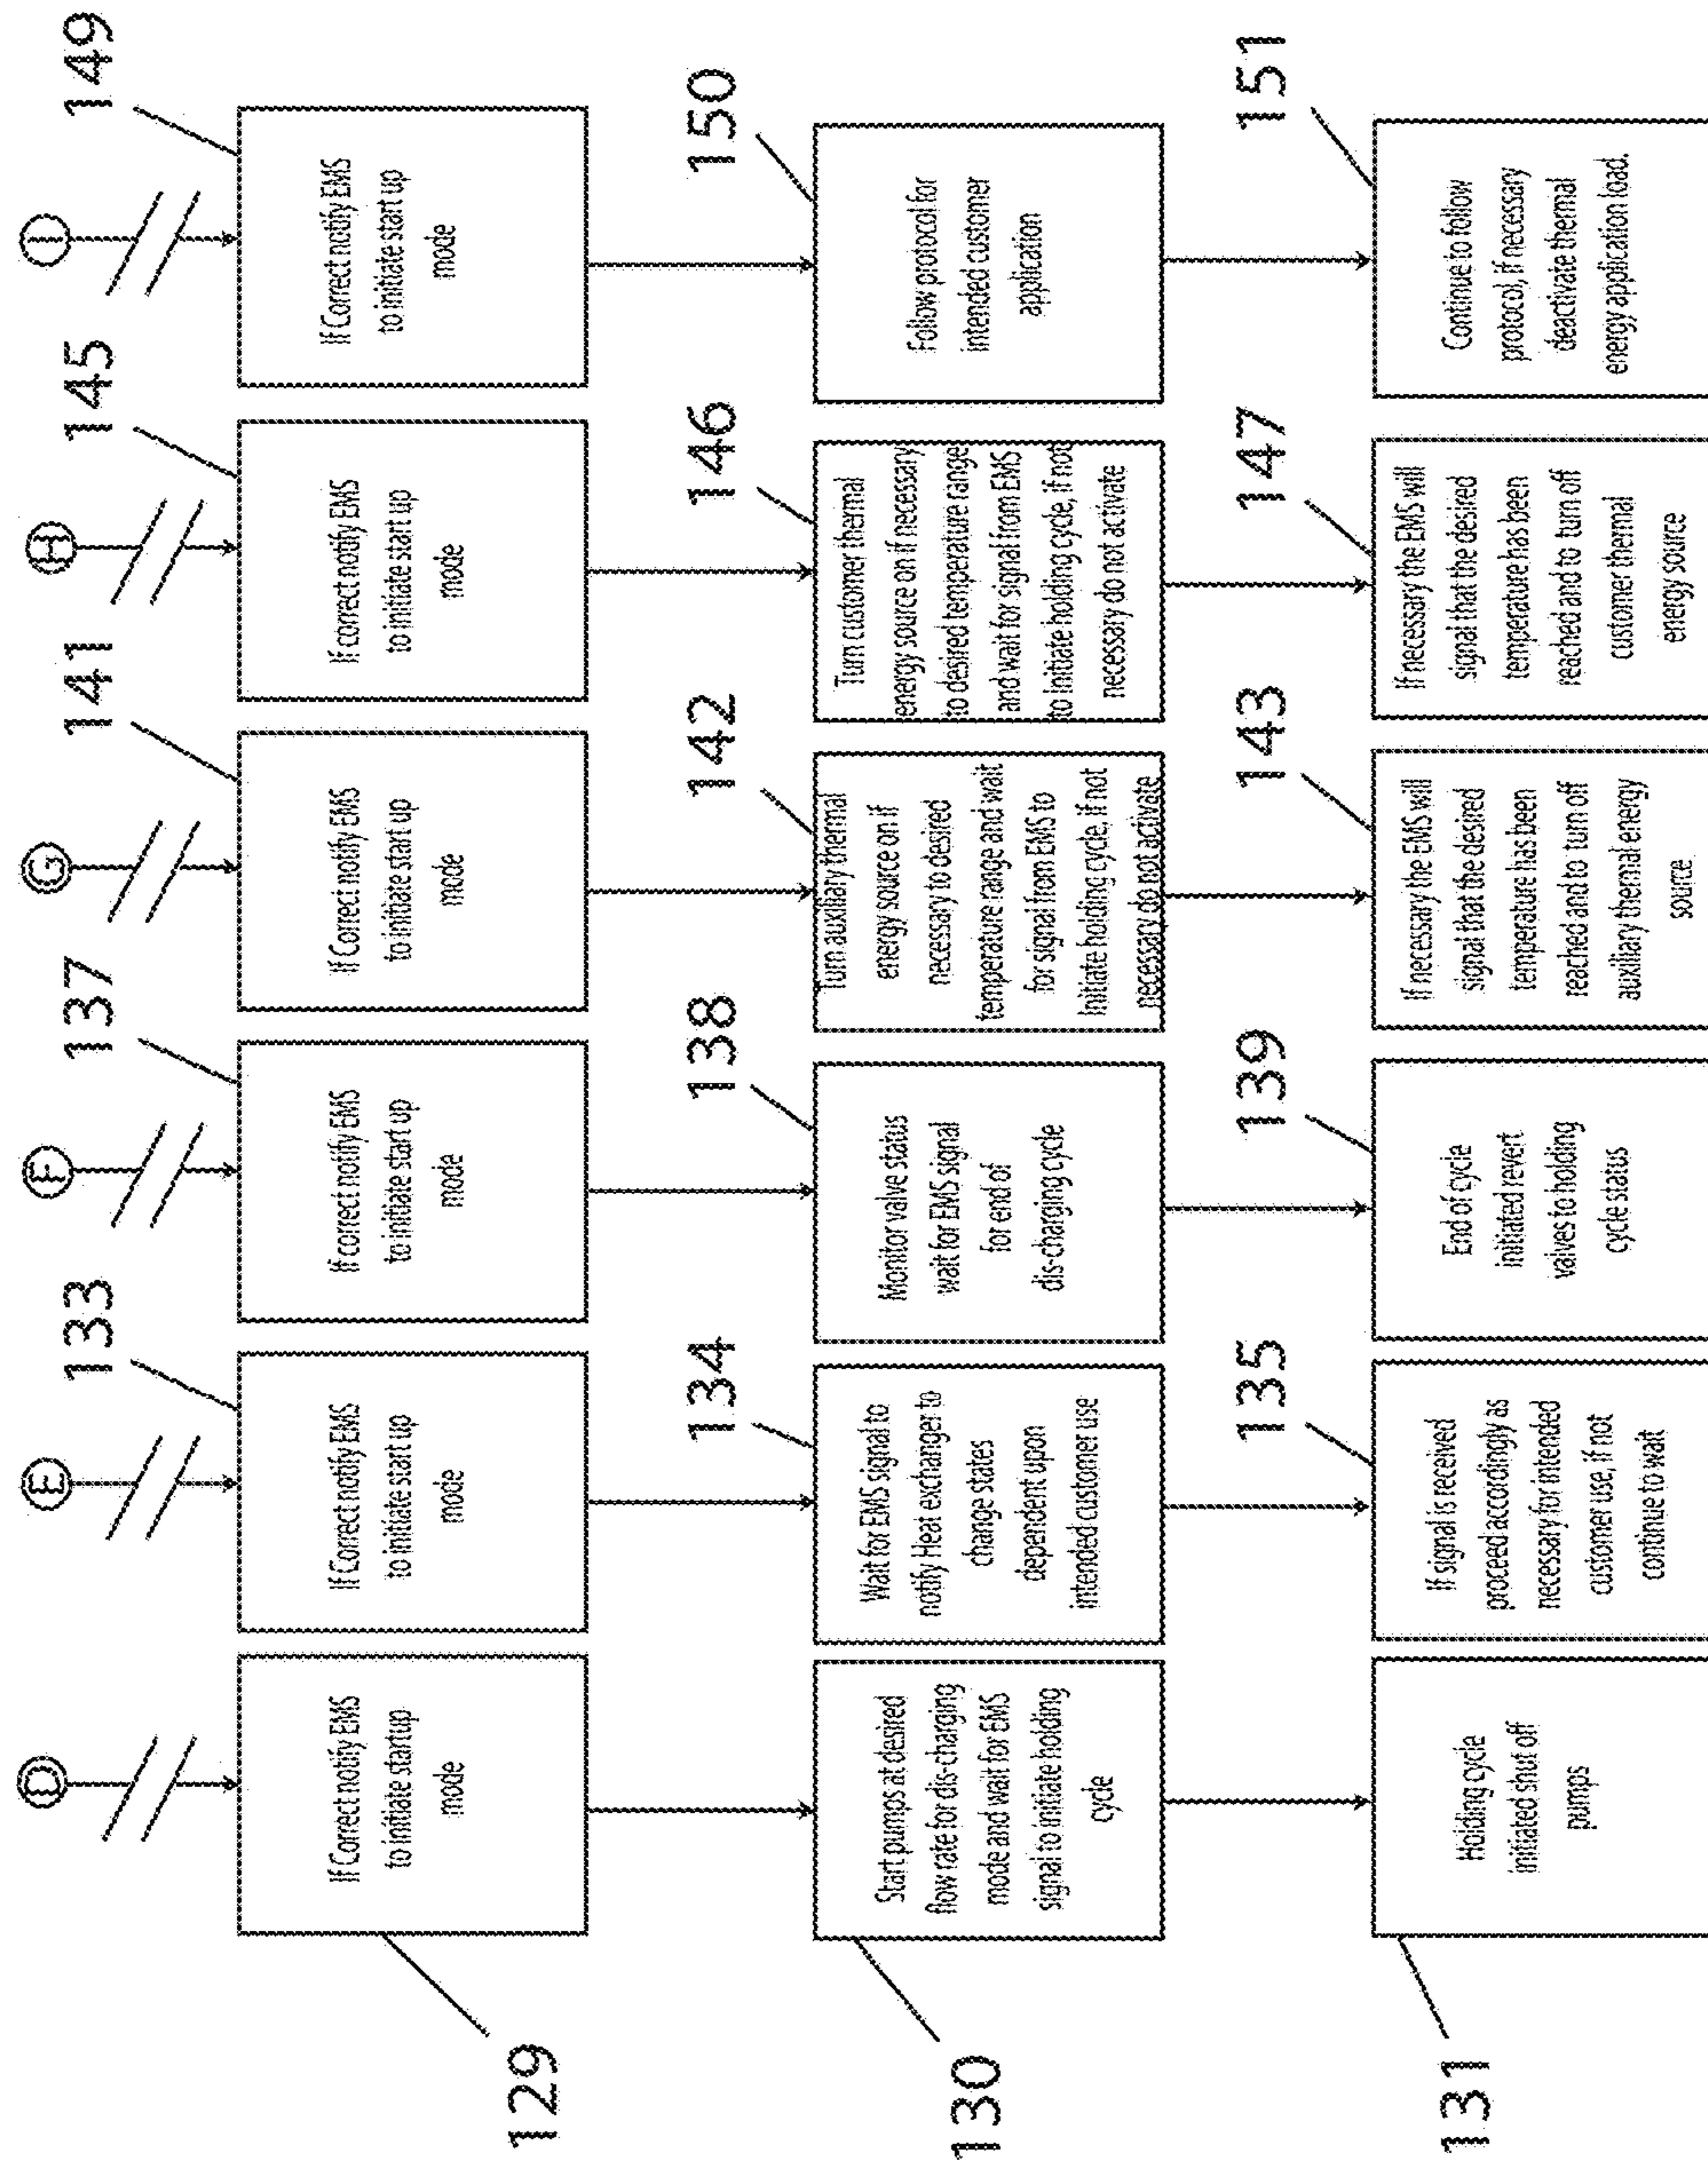 D
If Correct notify EMS
to initiate startup
mode
129
Start pumps at desired
flow rate for dis-charging
mode and wait for EMS
signal to initiate holding
cycle
130
Holding cycle
initiated shut off
pumps
131
E
133
If Correct notify EMS
to initiate start up
mode
134
Wait for EMS signal to
notify Heat exchanger to
change states
dependent upon
intended customer use
135
If signal is received
proceed accordingly as
necessary for intended
customer use, if not
continue to wait
F
137
If correct notify EMS
to initiate start up
mode
138
Monitor valve status
wait for EMS signal
for end of
dis-charging cycle
139
End of cycle
initiated revert
valves to holding
cycle status
G
141
If Correct notify EMS
to initiate start up
mode
142
Turn auxiliary thermal
energy source on if
necessary to desired
temperature range and wait
for signal from EMS to
Initiate holding cycle, if not
necessary do not activate
143
If necessary the EMS will
signal that the desired
temperature has been
reached and to turn off
auxiliary thermal energy
source
H
145
If correct notify EMS
to initiate start up
mode
146
Turn customer thermal
energy source on if necessary
to desired temperature range
and wait for signal from EMS
to Initiate holding cycle, if not
necessary do not activate
147
If necessary the EMS will
signal that the desired
temperature has been
reached and to turn off
customer thermal
energy source
I
149
If Correct notify EMS
to initiate start up
mode
150
Follow protocol for
intended customer
application
151
Continue to follow
protocol, if necessary
deactivate thermal
energy application load.